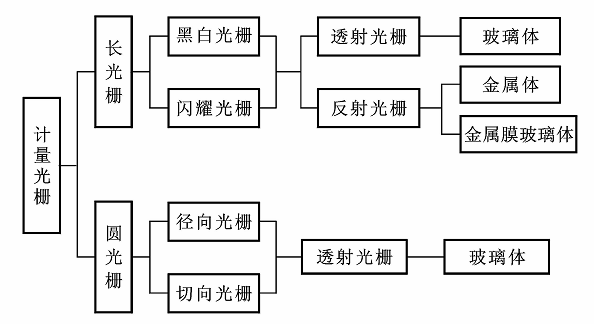 计量光栅
长光栅
黑白光栅
闪耀光栅
透射光栅
玻璃体
反射光栅
金属体
金属膜玻璃体
圆光栅
径向光栅
切向光栅
透射光栅
玻璃体